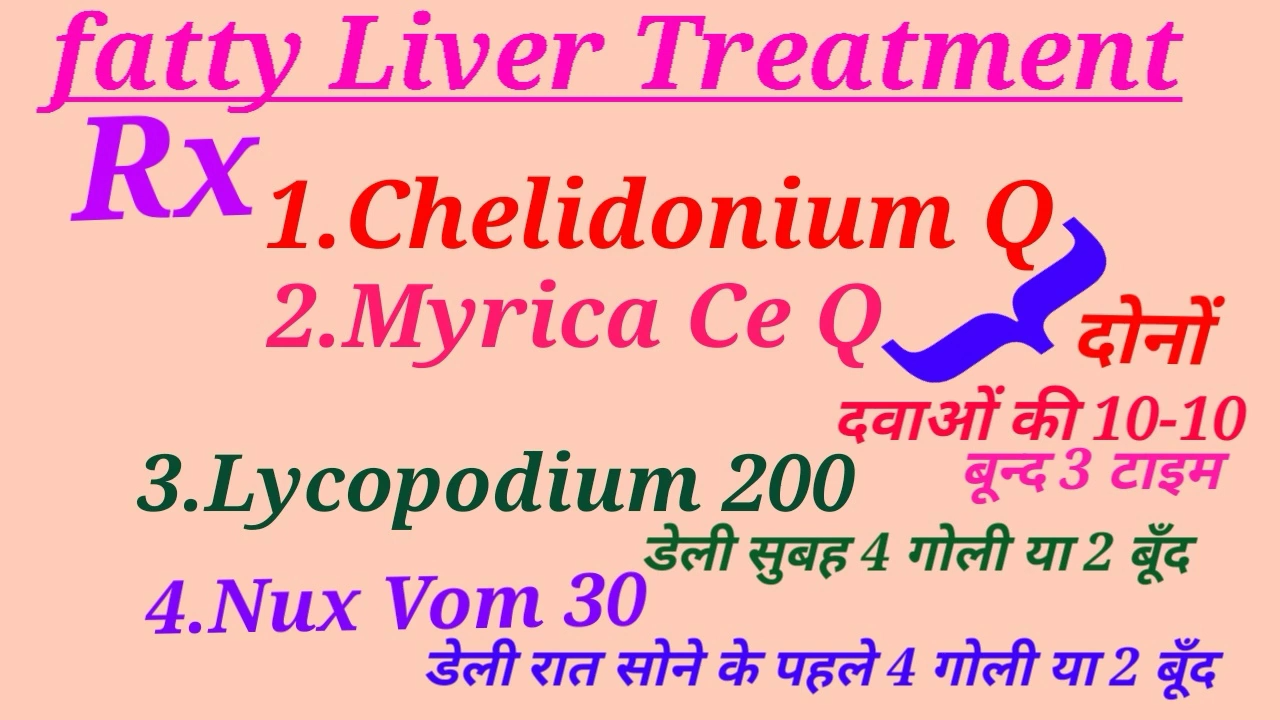 fatty Liver Treatment
Rx
1.Chelidonium Q
2.Myrica Ce Q
दोनों
दवाओं की 10-10
बून्द 3 टाइम
3.Lycopodium 200
डेली सुबह 4 गोली या 2 बूँद
4.Nux Vom 30
डेली रात सोने के पहले 4 गोली या 2 बूँद